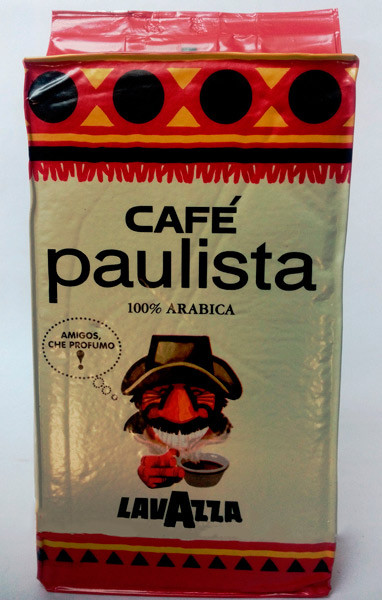 CAFÉ
paulista
100% ARABICA
AMIGOS,
CHE PROFUMO
!
LAVAZZA